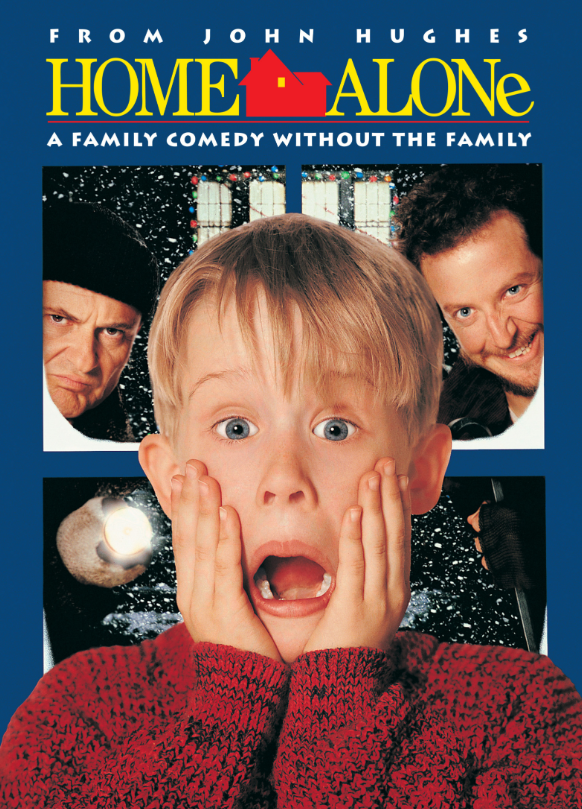 FROM JOHN HUGHES
HOME ALONe
A FAMILY COMEDY WITHOUT THE FAMILY